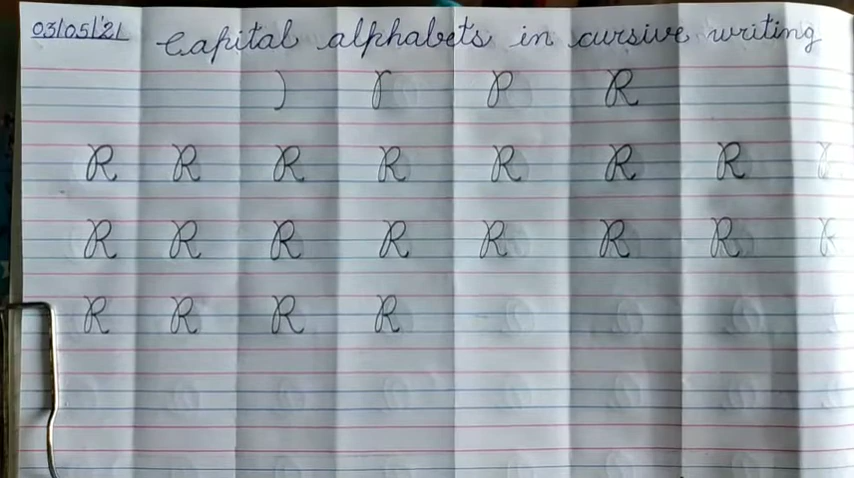 03/05/'21 Capital alphabets in cursive writing
) r P R
R R R R R R R
R R R R R R R
R R R R